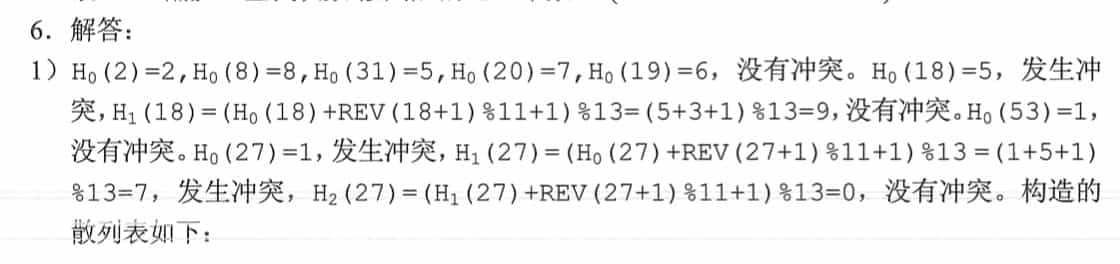 6．解答：
1）H₀(2)=2,H₀(8)=8,H₀(31)=5,H₀(20)=7,H₀(19)=6，没有冲突。H₀(18)=5，发生冲
突，H₁(18)=(H₀(18)+REV(18+1)%11+1)%13=(5+3+1)%13=9，没有冲突。H₀(53)=1，
没有冲突。H₀(27)=1，发生冲突，H₁(27)=(H₀(27)+REV(27+1)%11+1)%13=(1+5+1)
%13=7，发生冲突，H₂(27)=(H₁(27)+REV(27+1)%11+1)%13=0，没有冲突。构造的
散列表如下：